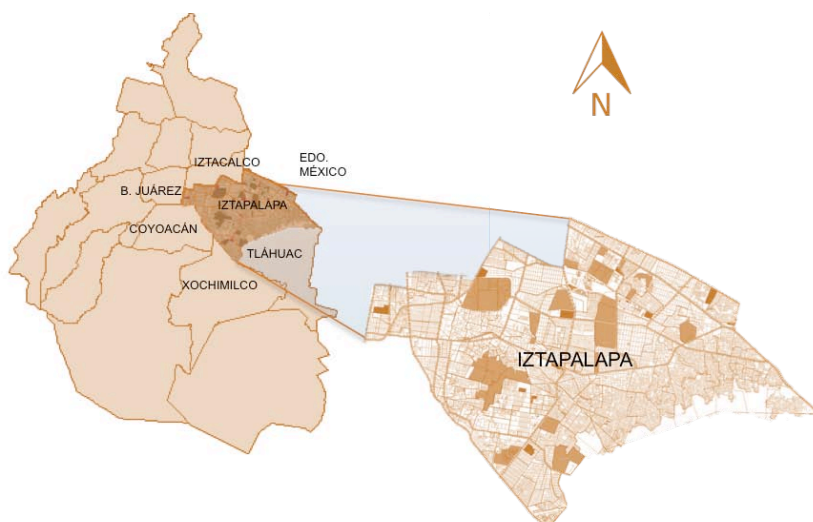 N
IZTACALCO
EDO.
MÉXICO
B. JUÁREZ
IZTAPALAPA
COYOACÁN
TLÁHUAC
XOCHIMILCO
IZTAPALAPA